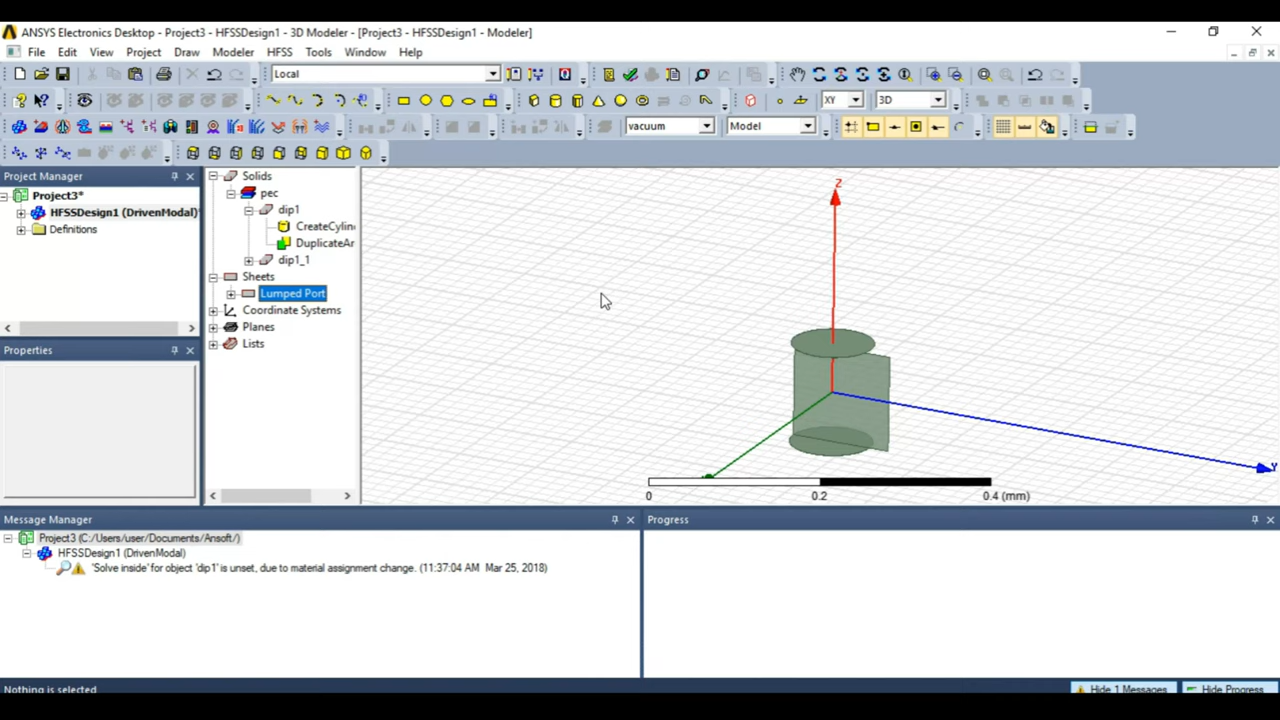 ANSYS Electronics Desktop - Project3 - HFSSDesign1 - 3D Modeler - [Project3 - HFSSDesign1 - Modeler]
File Edit View Project Draw Modeler HFSS Tools Window Help
Local
XY 3D
vacuum Model
Project Manager
Project3*
HFSSDesign1 (DrivenModal)*
Definitions
Properties
Solids
pec
dip1
CreateCylin
DuplicateAr
dip1_1
Sheets
Lumped Port
Coordinate Systems
Planes
Lists
Z
Y
0 0.2 0.4 (mm)
Message Manager
Project3 (C:/Users/user/Documents/Ansoft/)
HFSSDesign1 (DrivenModal)
'Solve inside' for object 'dip1' is unset, due to material assignment change. (11:37:04 AM Mar 25, 2018)
Progress
Nothing is selected
Hide 1 Messages Hide Progress